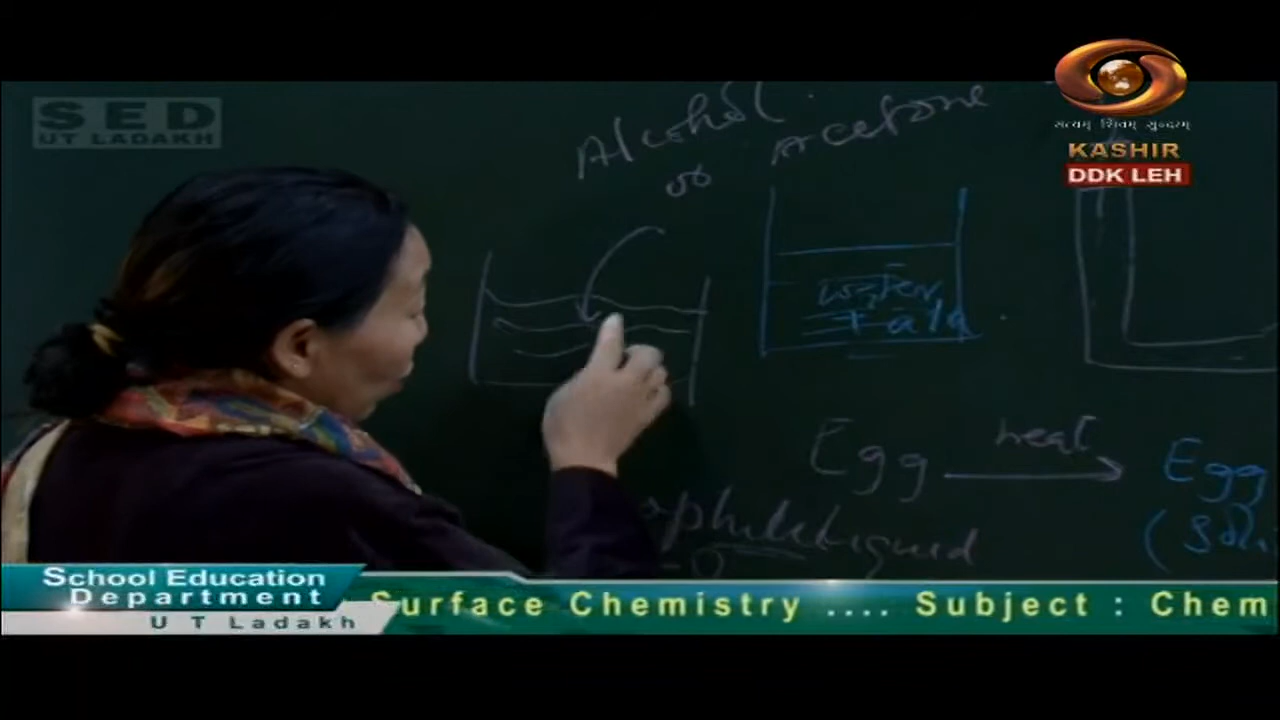 SED
UT LADAKH
सत्यम् शिवम् सुन्दरम्
KASHIR
DDK LEH
Alcohol
or Acetone
water
Egg heat Egg
School Education
Department
U T Ladakh
Surface Chemistry .... Subject : Chem